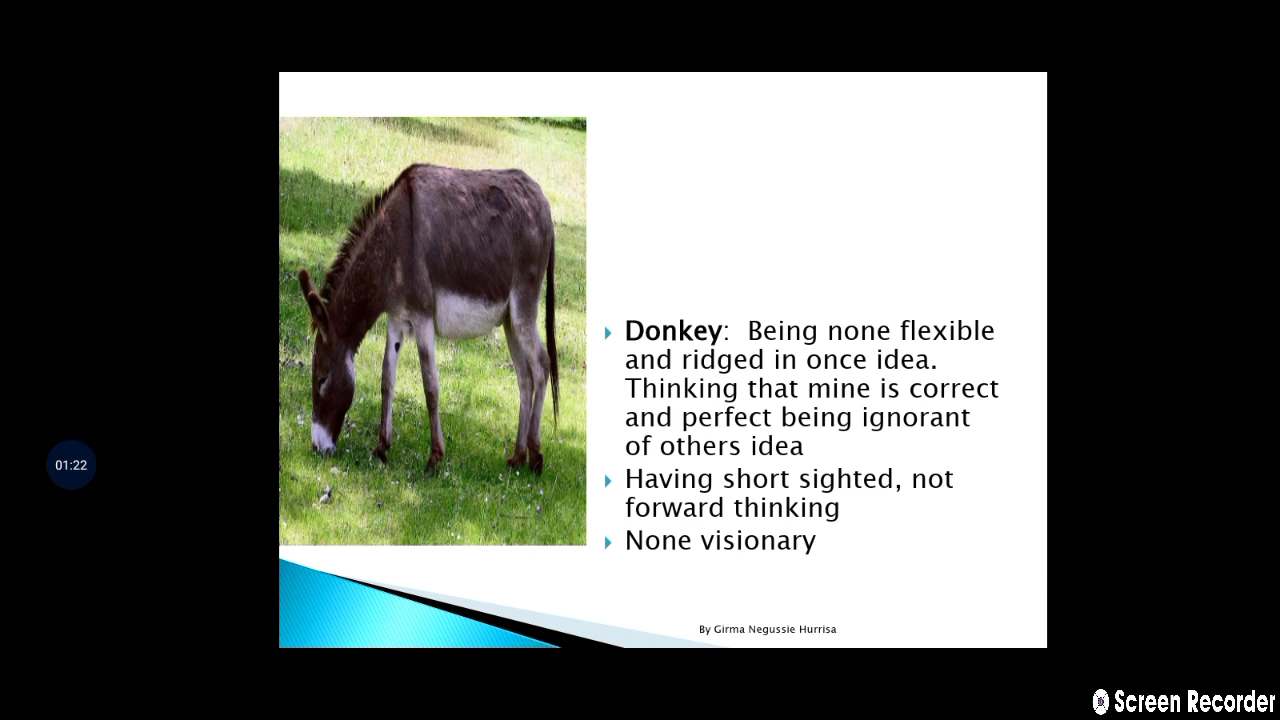 Donkey:  Being none flexible
and ridged in once idea.
Thinking that mine is correct
and perfect being ignorant
of others idea
Having short sighted, not
forward thinking
None visionary
By Girma Negussie Hurrisa
01:22
Screen Recorder